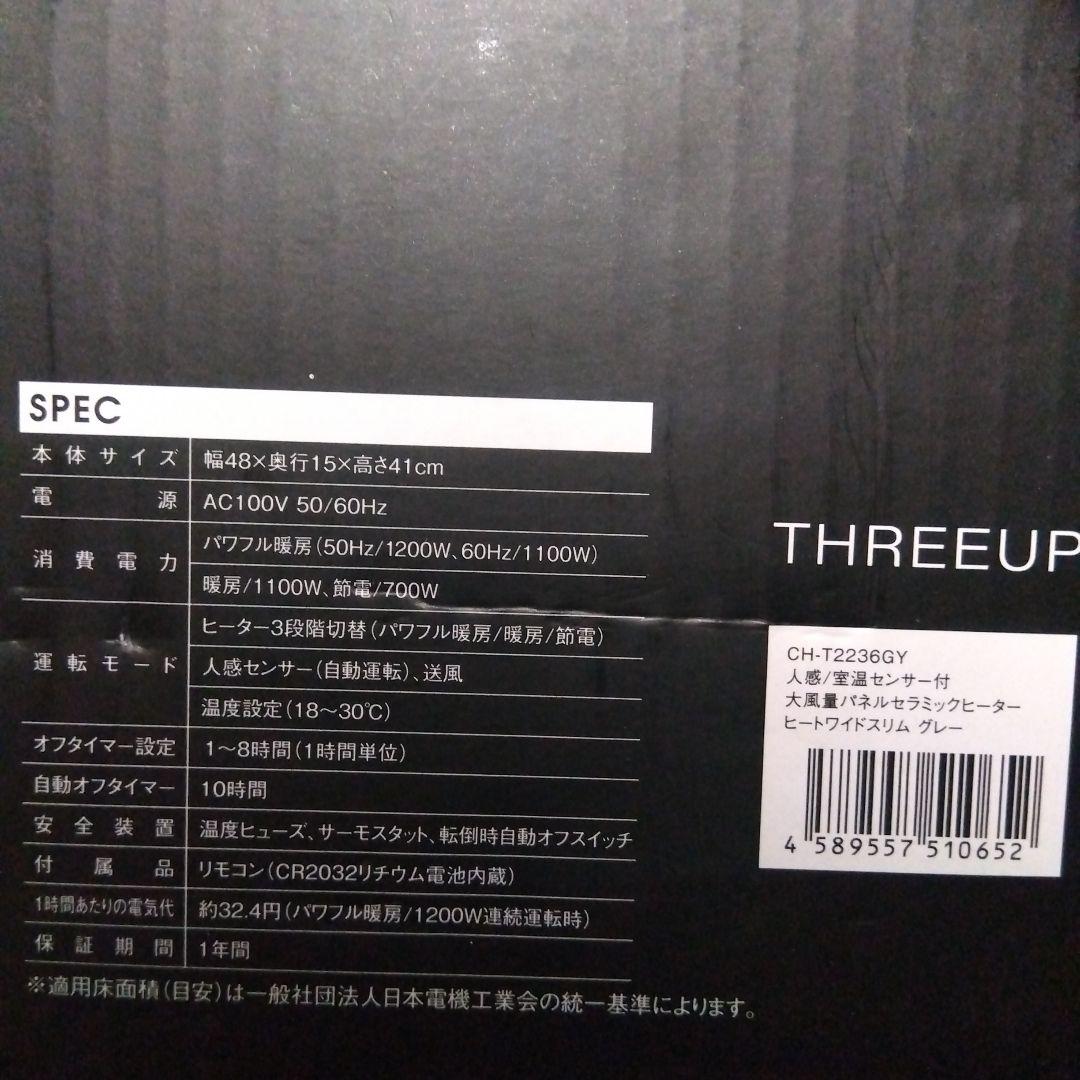 SPEC
本体サイズ 幅48×奥行15×高さ41cm
電源 AC100V 50/60Hz
消費電力 パワフル暖房(50Hz/1200W、60Hz/1100W)
暖房/1100W、節電/700W
運転モード ヒーター3段階切替(パワフル暖房/暖房/節電)
人感センサー(自動運転)、送風
温度設定(18～30℃)
オフタイマー設定 1～8時間(1時間単位)
自動オフタイマー 10時間
安全装置 温度ヒューズ、サーモスタット、転倒時自動オフスイッチ
付属品 リモコン(CR2032リチウム電池内蔵)
1時間あたりの電気代 約32.4円(パワフル暖房/1200W連続運転時)
保証期間 1年間
※適用床面積(目安)は一般社団法人日本電機工業会の統一基準によります。
THREEUP
CH-T2236GY
人感/室温センサー付
大風量パネルセラミックヒーター
ヒートワイドスリム グレー
4 589557 510652